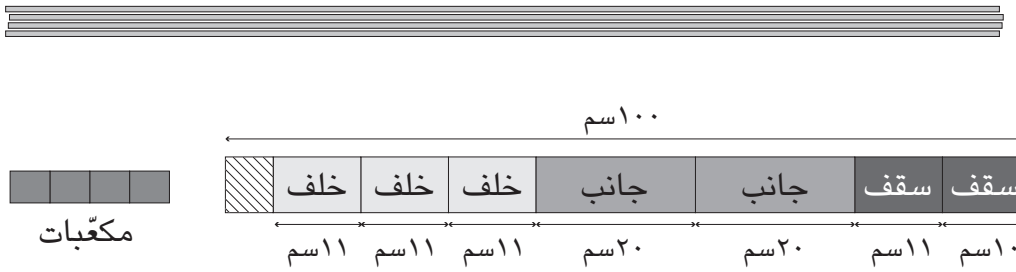 ١٠٠سم
سقف سقف جانب جانب خلف خلف خلف
١١سم ٢٠سم ٢٠سم ١١سم ١١سم ١١سم
مكعّبات